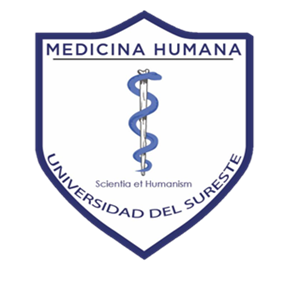 MEDICINA HUMANA
Scientia et Humanism
UNIVERSIDAD DEL SURESTE